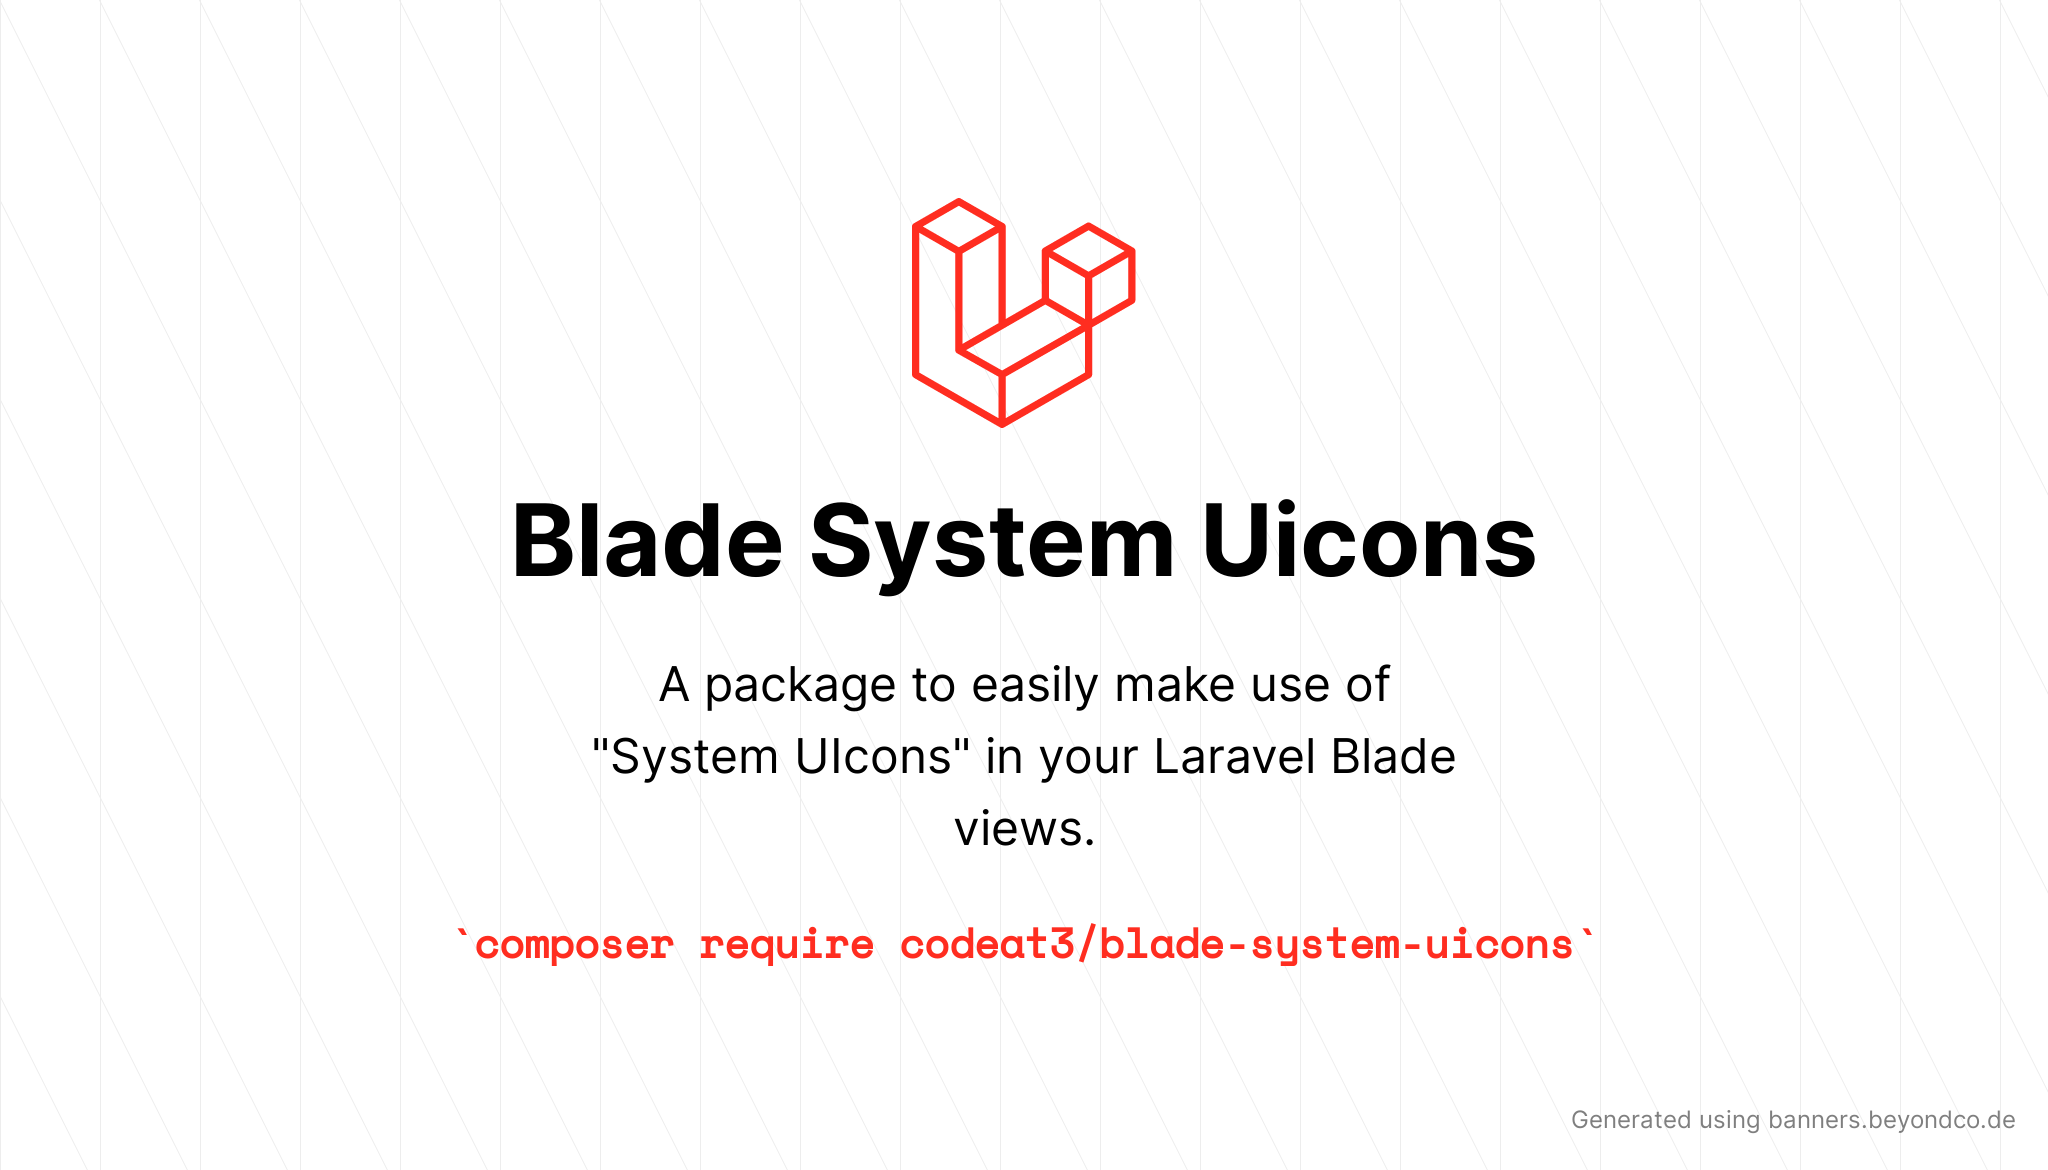 Blade System Uicons
A package to easily make use of
"System UIcons" in your Laravel Blade
views.
`composer require codeat3/blade-system-uicons`
Generated using banners.beyondco.de